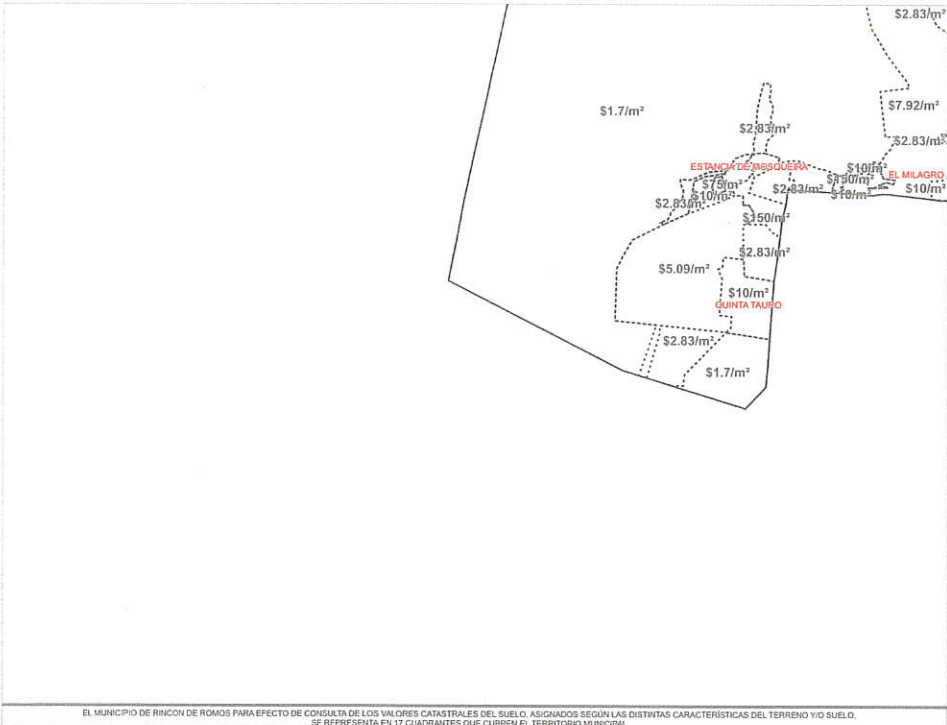 $2.83/m²
$1.7/m²
$7.92/m²
$2.83/m²
$2.83/m²
ESTANCIA DE MOSQUEIRA
$10/m²
EL MILAGRO
$75/m²
$150/m²
$10/m²
$2.83/m²
$10/m²
$10/m²
$2.83/m²
$150/m²
$2.83/m²
$5.09/m²
$10/m²
QUINTA TAURO
$2.83/m²
$1.7/m²
EL MUNICIPIO DE RINCON DE ROMOS PARA EFECTO DE CONSULTA DE LOS VALORES CATASTRALES DEL SUELO, ASIGNADOS SEGÚN LAS DISTINTAS CARACTERÍSTICAS DEL TERRENO Y/O SUELO,
SE REPRESENTA EN 17 CUADRANTES QUE CUBREN EL TERRITORIO MUNICIPAL